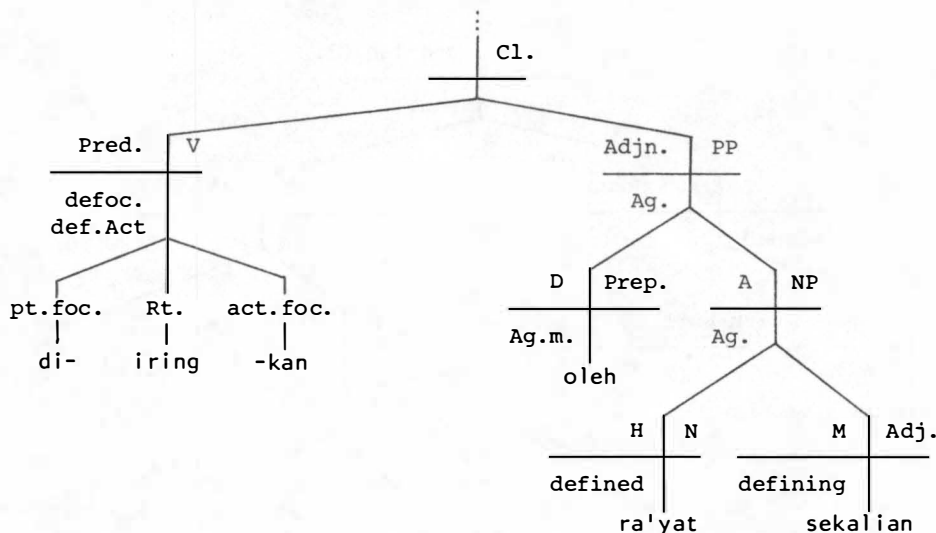 ⋮
Cl.
Pred. V Adjn. PP
defoc. Ag.
def.Act
D Prep. A NP
pt.foc. Rt. act.foc. Ag.m. Ag.
di- iring -kan
oleh
H N M Adj.
defined defining
ra'yat sekalian